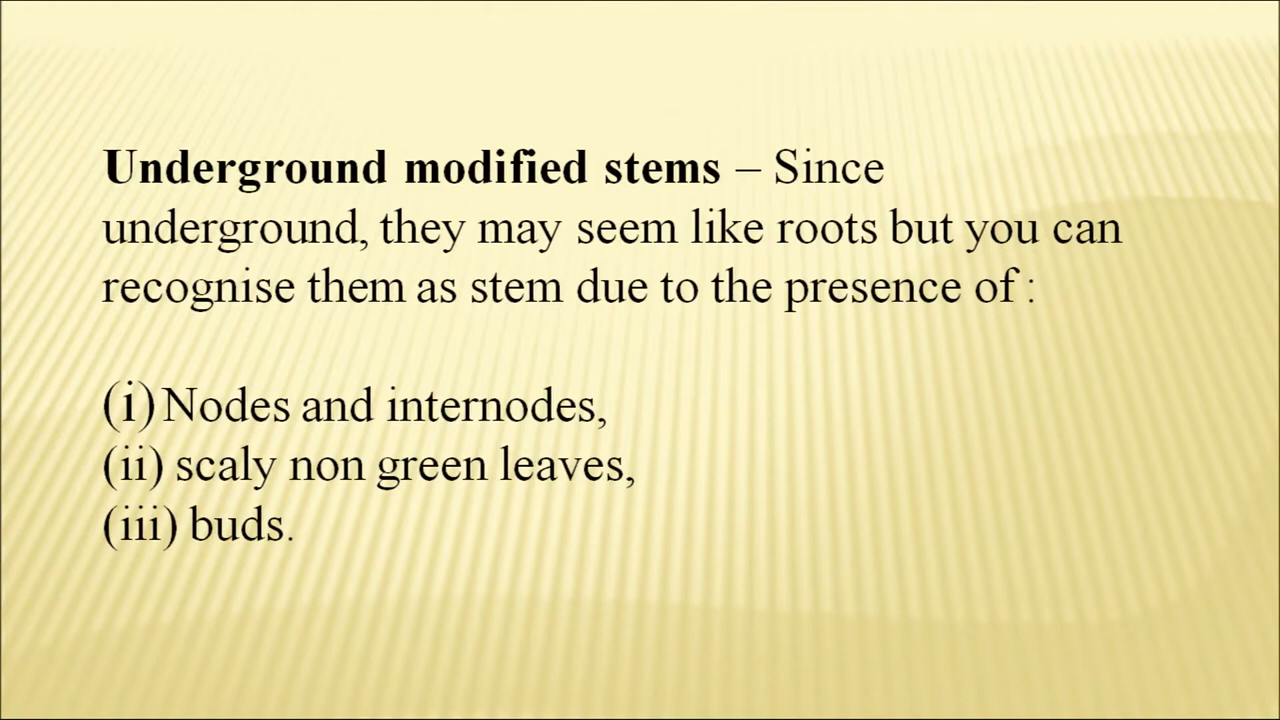 Underground modified stems – Since
underground, they may seem like roots but you can
recognise them as stem due to the presence of :
(i) Nodes and internodes,
(ii) scaly non green leaves,
(iii) buds.